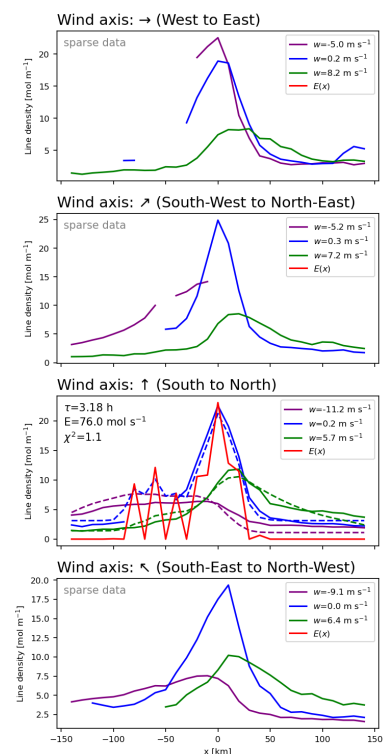 Wind axis: → (West to East)
sparse data
w=-5.0 m s⁻¹
w=0.2 m s⁻¹
w=8.2 m s⁻¹
E(x)
Line density [mol m⁻¹]
20
15
10
5
Wind axis: ↗ (South-West to North-East)
sparse data
w=-5.2 m s⁻¹
w=0.3 m s⁻¹
w=7.2 m s⁻¹
Line density [mol m⁻¹]
25
20
15
10
5
0
Wind axis: ↑ (South to North)
τ=3.18 h
E=76.0 mol s⁻¹
χ²=1.1
w=-11.2 m s⁻¹
w=0.2 m s⁻¹
w=5.7 m s⁻¹
E(x)
Line density [mol m⁻¹]
20
15
10
5
0
Wind axis: ↖ (South-East to North-West)
sparse data
w=-9.1 m s⁻¹
w=0.0 m s⁻¹
w=6.4 m s⁻¹
E(x)
Line density [mol m⁻¹]
20.0
17.5
15.0
12.5
10.0
7.5
5.0
2.5
−150 −100 −50 0 50 100 150
x [km]